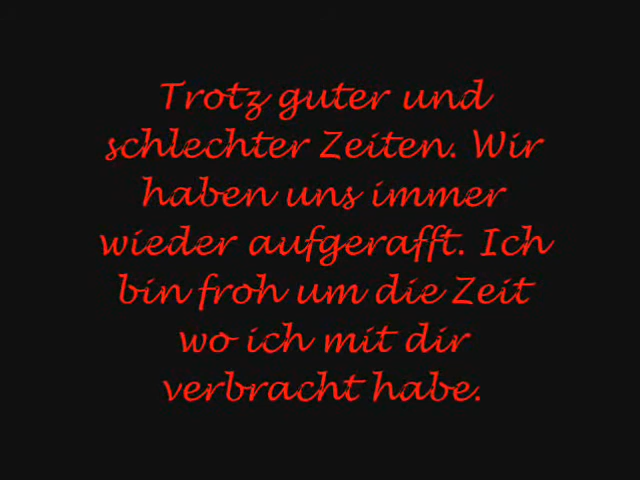 Trotz guter und
schlechter Zeiten. Wir
haben uns immer
wieder aufgerafft. Ich
bin froh um die Zeit
wo ich mit dir
verbracht habe.